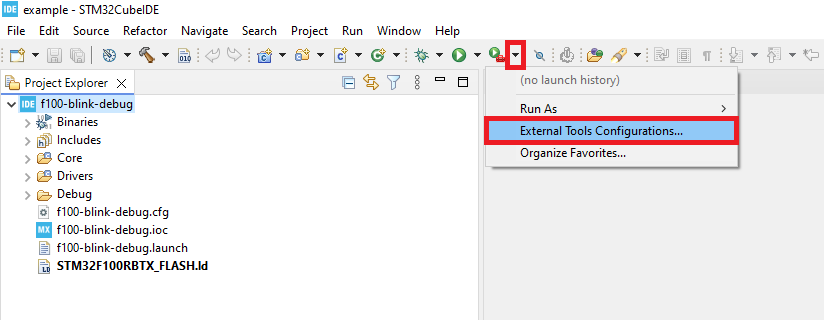 IDE example - STM32CubeIDE
File Edit Source Refactor Navigate Search Project Run Window Help
010
Project Explorer
(no launch history)
IDE f100-blink-debug
Run As
Binaries
External Tools Configurations...
Includes
Organize Favorites...
Core
Drivers
Debug
f100-blink-debug.cfg
MX f100-blink-debug.ioc
f100-blink-debug.launch
LD STM32F100RBTX_FLASH.ld